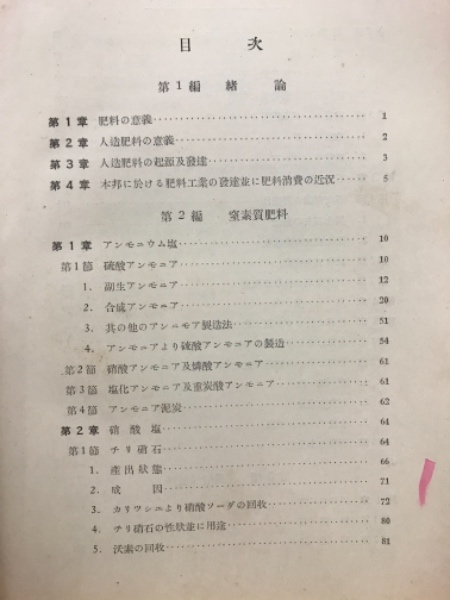 目次
第1編 緒論
第1章 肥料の意義 1
第2章 人造肥料の意義 2
第3章 人造肥料の起源及發達 3
第4章 本邦に於ける肥料工業の發達並に肥料消費の近況 5
第2編 窒素質肥料
第1章 アンモニウム塩 10
第1節 硫酸アンモニア 10
1. 副生アンモニア 12
2. 合成アンモニア 20
3. 其の他のアンモニア製造法 51
4. アンモニアより硫酸アンモニアの製造 54
第2節 硝酸アンモニア及燐酸アンモニア 61
第3節 塩化アンモニア及重炭酸アンモニア 61
第4節 アンモニア泥炭 62
第2章 硝酸塩 64
第1節 チリ硝石 64
1. 產出狀態 66
2. 成因 71
3. カリツシエより硝酸ソーダの回收 72
4. チリ硝石の性狀並に用途 80
5. 沃素の回收 81